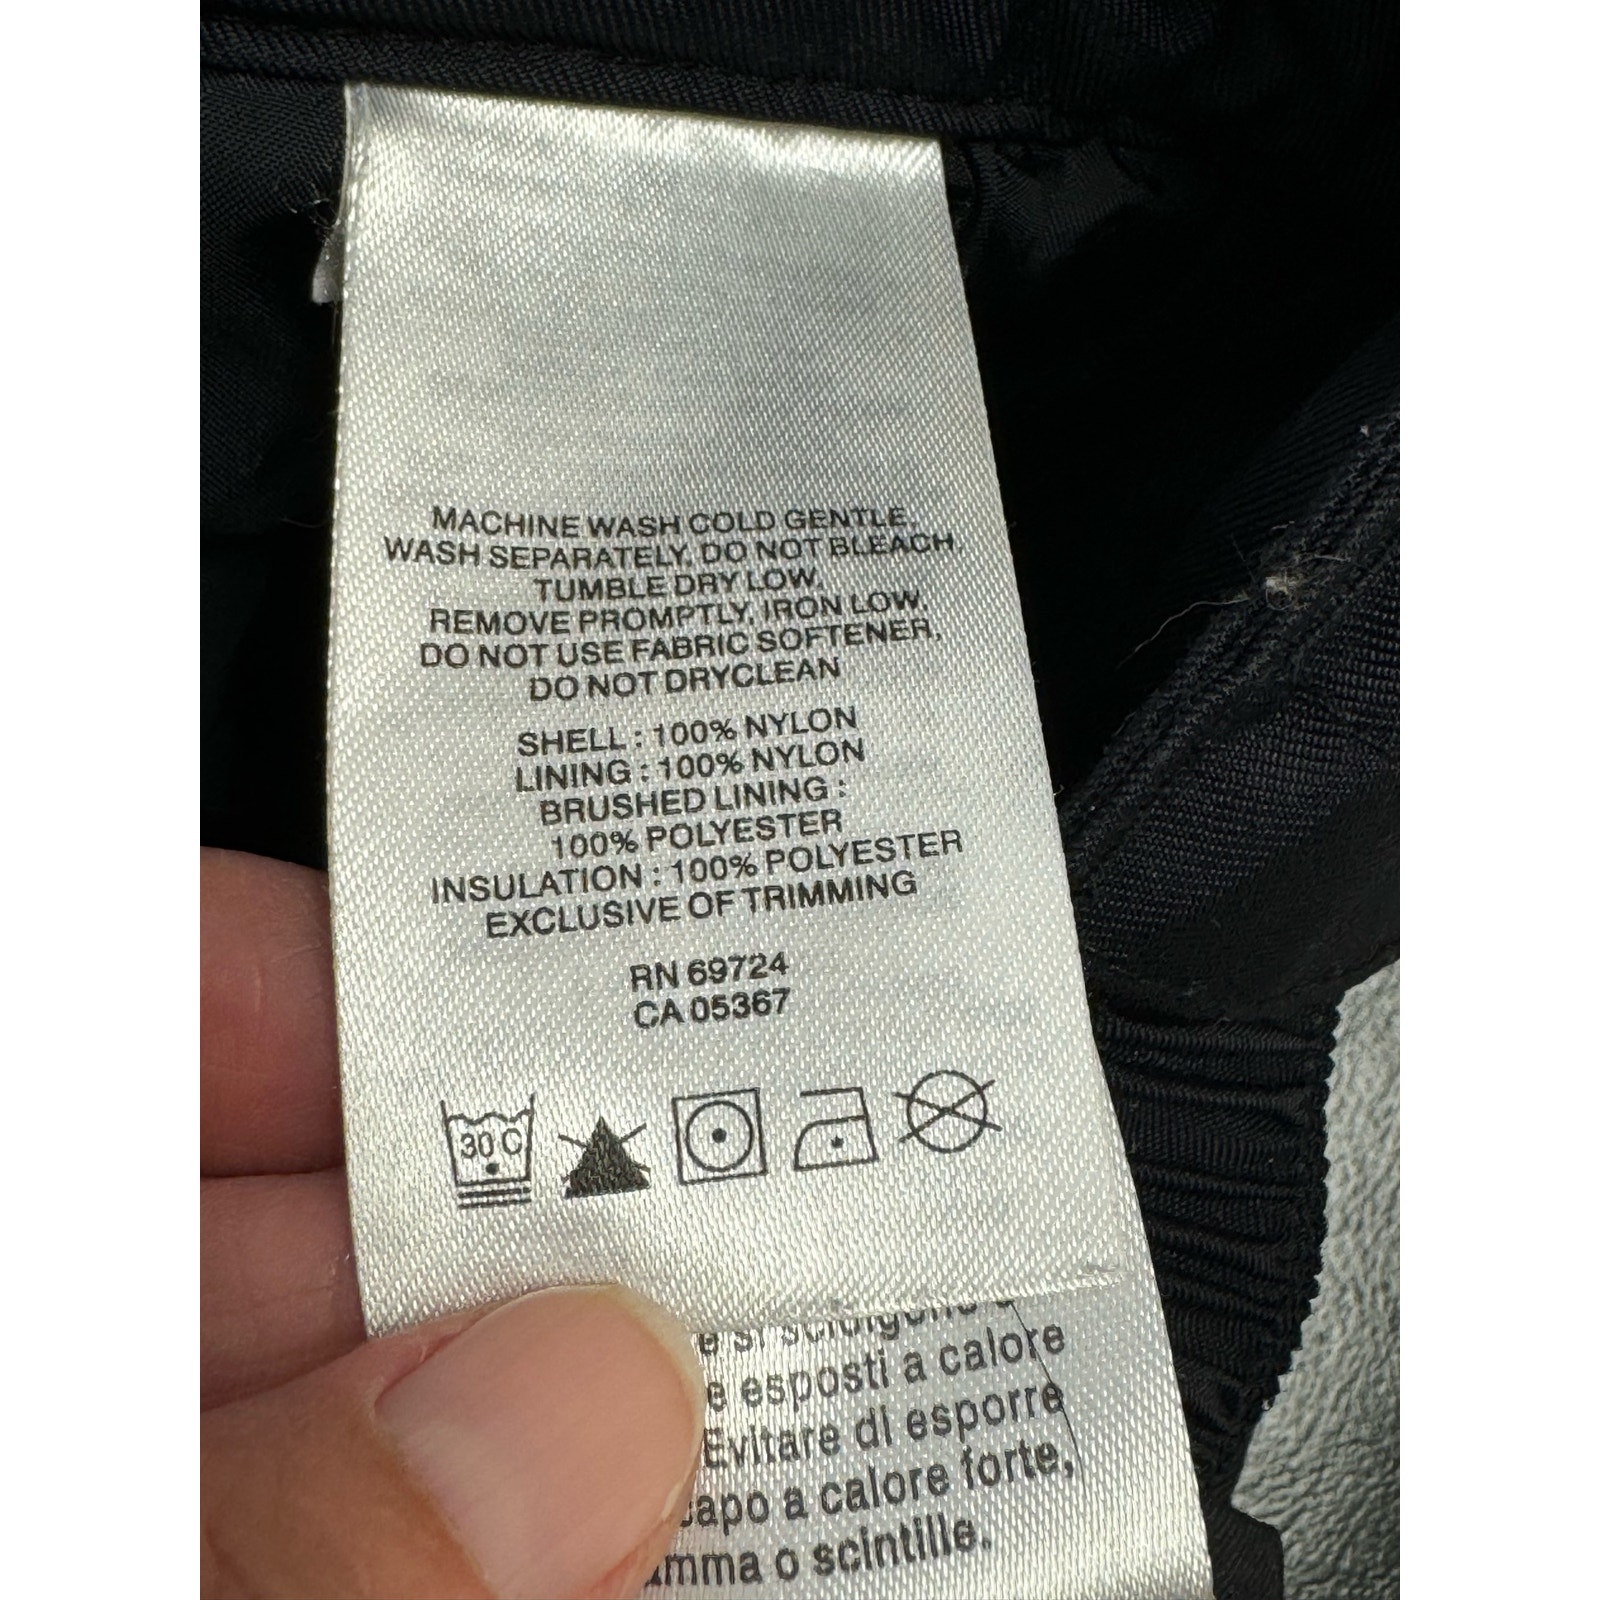 MACHINE WASH COLD GENTLE,
WASH SEPARATELY, DO NOT BLEACH,
TUMBLE DRY LOW,
REMOVE PROMPTLY, IRON LOW,
DO NOT USE FABRIC SOFTENER,
DO NOT DRYCLEAN
SHELL : 100% NYLON
LINING : 100% NYLON
BRUSHED LINING :
100% POLYESTER
INSULATION : 100% POLYESTER
EXCLUSIVE OF TRIMMING
RN 69724
CA 05367
30 C
e si
e esposti a calore
Evitare di esporre
capo a calore forte,
o scintille.